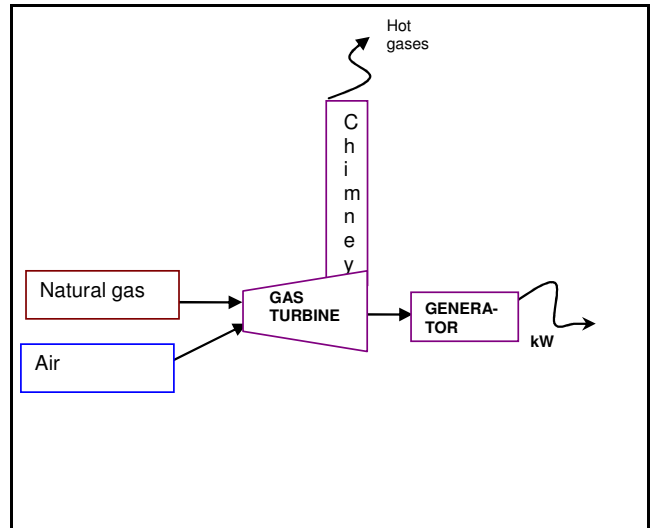 Hot
gases
C
h
i
m
n
e
y
Natural gas
GAS
TURBINE
GENERA-
TOR
Air
kW